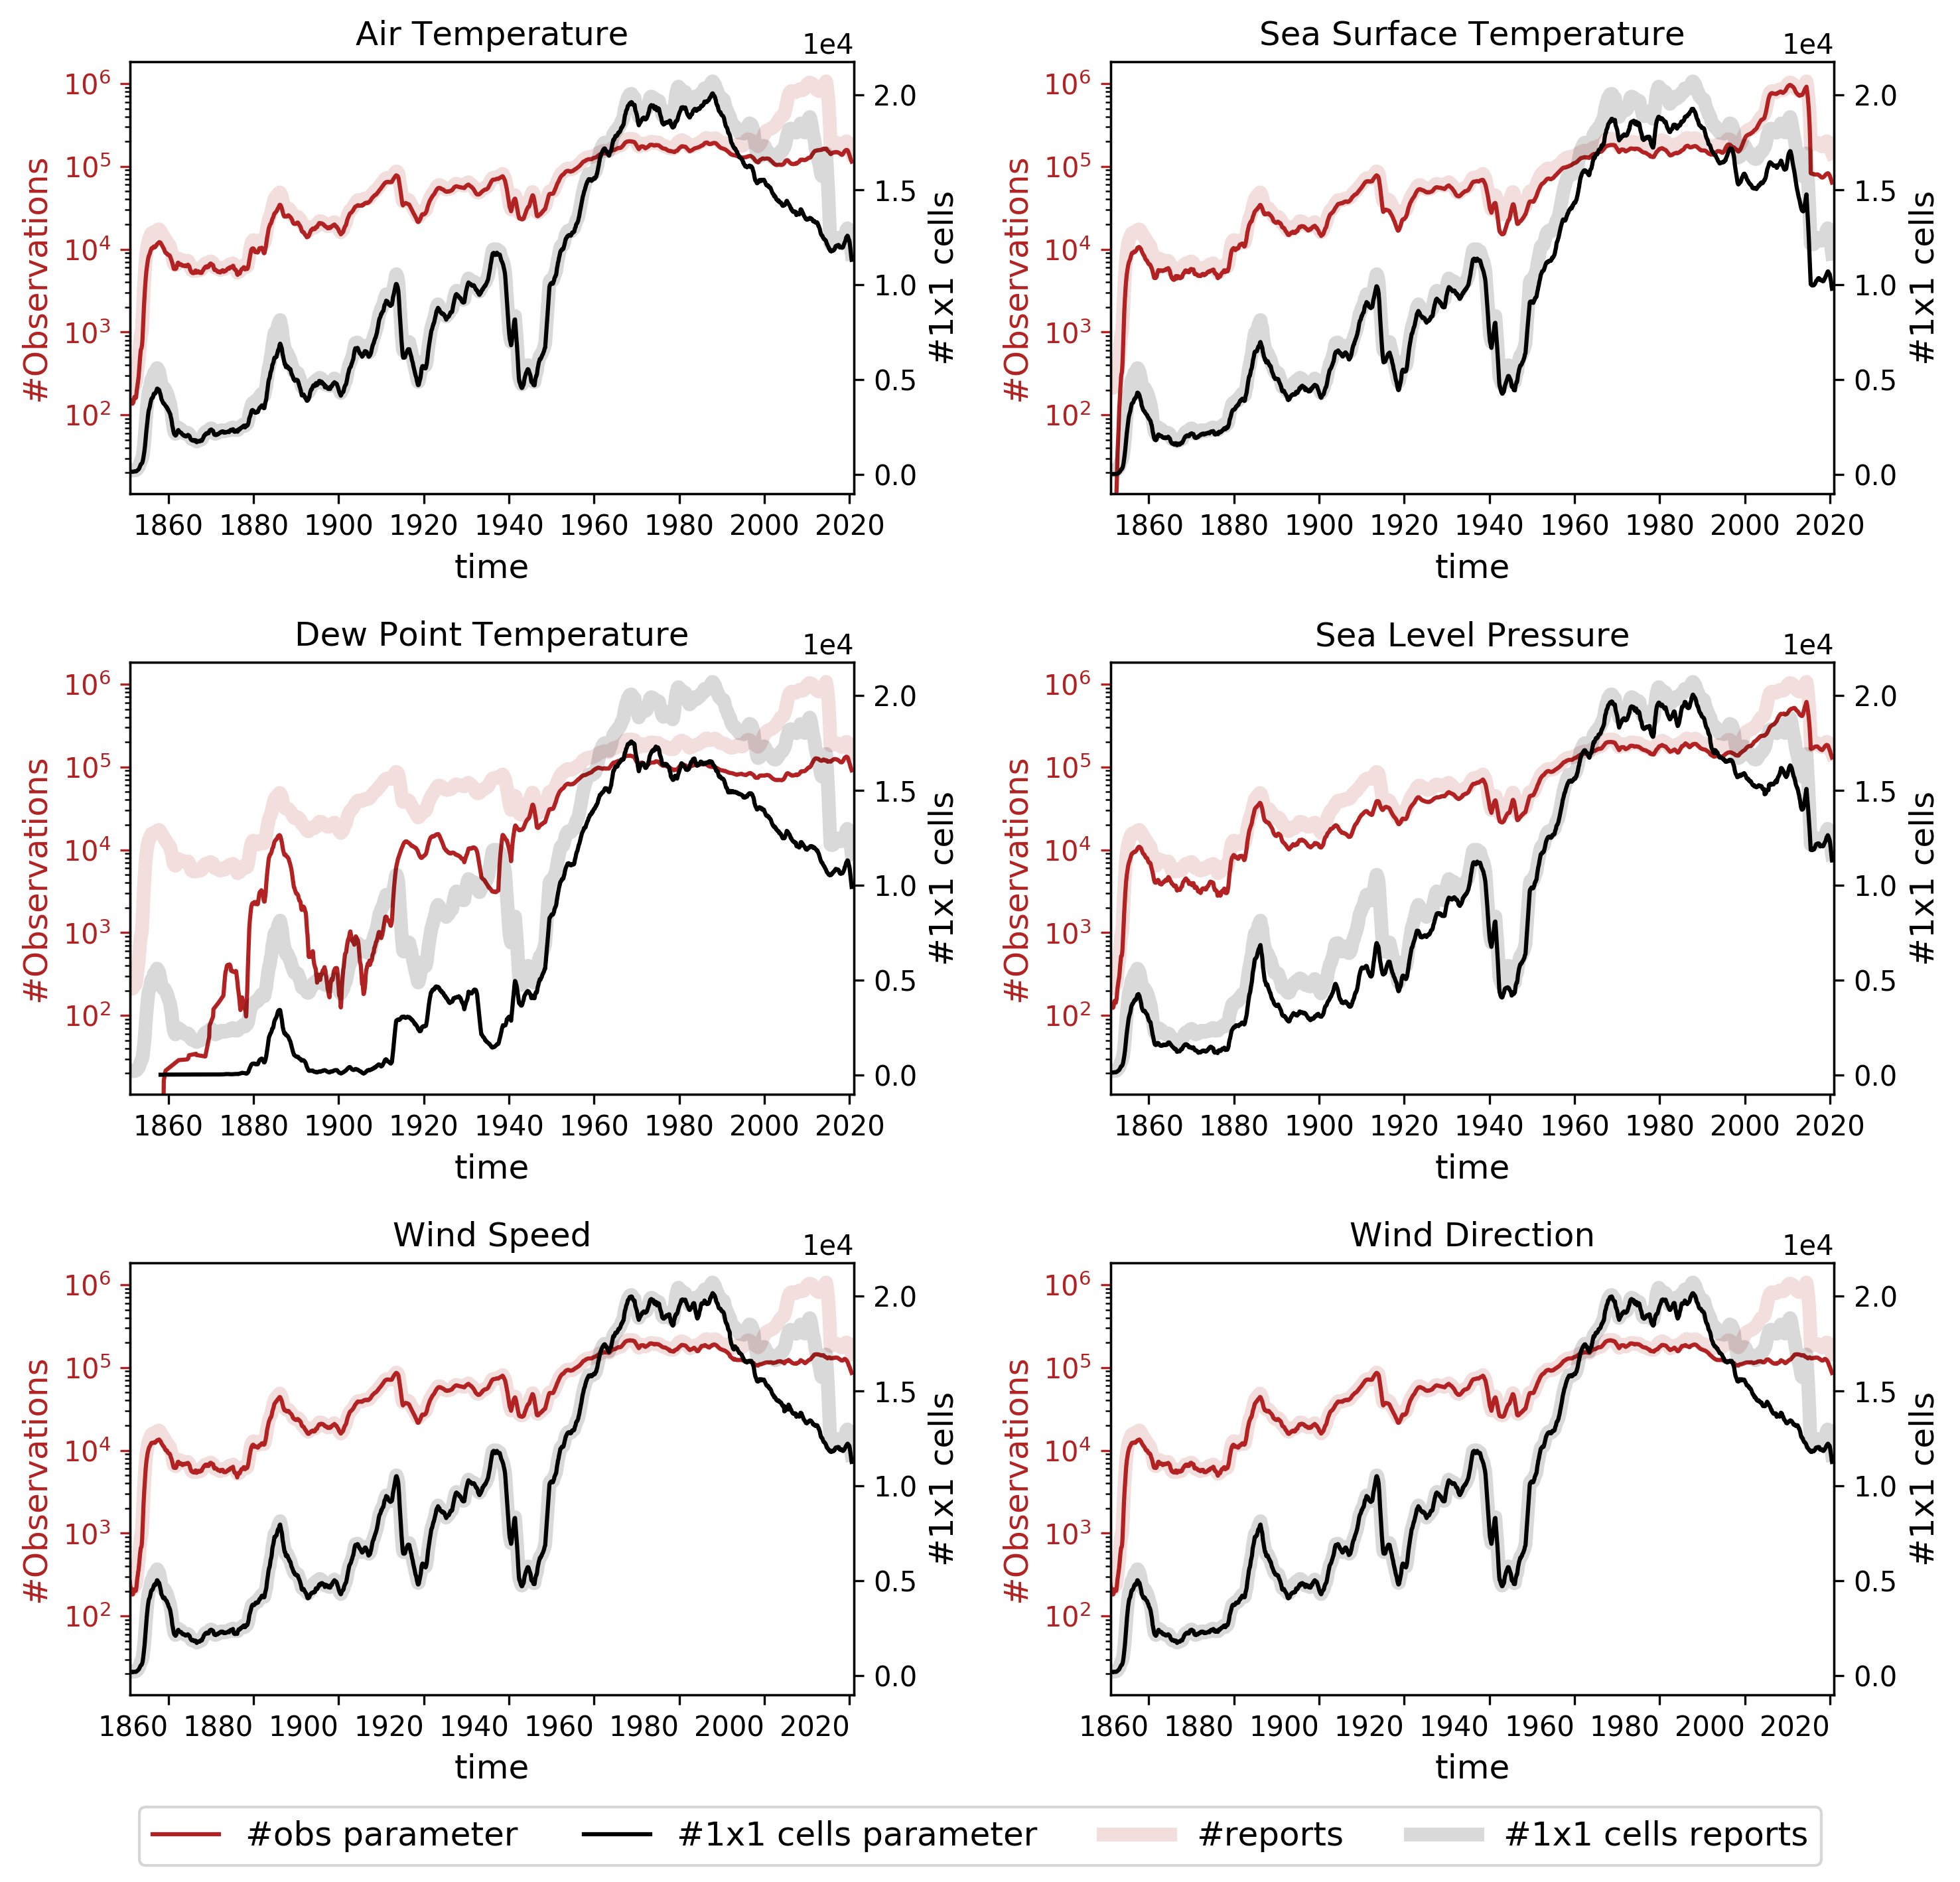 Air Temperature
1e4
10^6
10^5
10^4
10^3
10^2
#Observations
2.0
1.5
1.0
0.5
0.0
#1x1 cells
1860 1880 1900 1920 1940 1960 1980 2000 2020
time
Sea Surface Temperature
1e4
10^6
10^5
10^4
10^3
10^2
#Observations
2.0
1.5
1.0
0.5
0.0
#1x1 cells
1860 1880 1900 1920 1940 1960 1980 2000 2020
time
Dew Point Temperature
1e4
10^6
10^5
10^4
10^3
10^2
#Observations
2.0
1.5
1.0
0.5
0.0
#1x1 cells
1860 1880 1900 1920 1940 1960 1980 2000 2020
time
Sea Level Pressure
1e4
10^6
10^5
10^4
10^3
10^2
#Observations
2.0
1.5
1.0
0.5
0.0
#1x1 cells
1860 1880 1900 1920 1940 1960 1980 2000 2020
time
Wind Speed
1e4
10^6
10^5
10^4
10^3
10^2
#Observations
2.0
1.5
1.0
0.5
0.0
#1x1 cells
1860 1880 1900 1920 1940 1960 1980 2000 2020
time
Wind Direction
1e4
10^6
10^5
10^4
10^3
10^2
#Observations
2.0
1.5
1.0
0.5
0.0
#1x1 cells
1860 1880 1900 1920 1940 1960 1980 2000 2020
time
#obs parameter #1x1 cells parameter #reports #1x1 cells reports